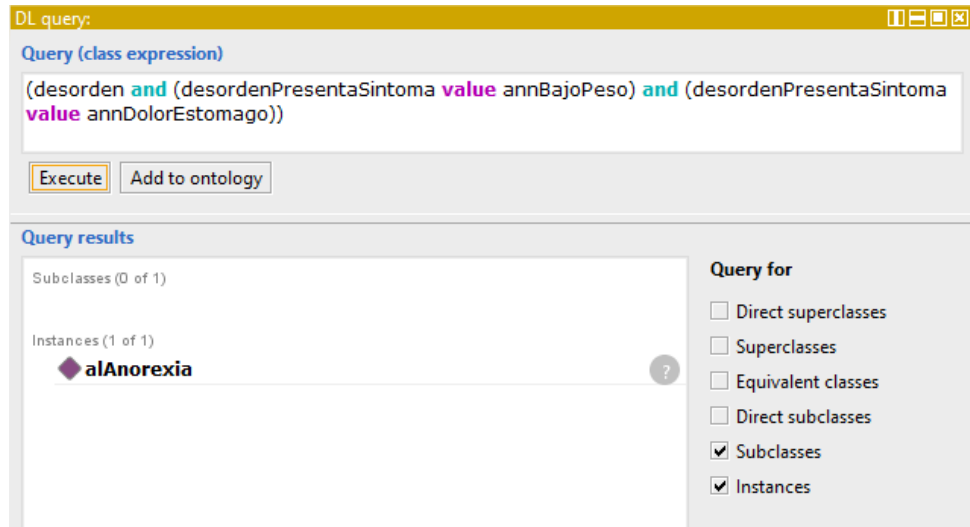 DL query:
Query (class expression)
(desorden and (desordenPresentaSintoma value annBajoPeso) and (desordenPresentaSintoma
value annDolorEstomago))
Execute Add to ontology
Query results
Subclasses (0 of 1)
Instances (1 of 1)
alAnorexia
?
Query for
Direct superclasses
Superclasses
Equivalent classes
Direct subclasses
Subclasses
Instances